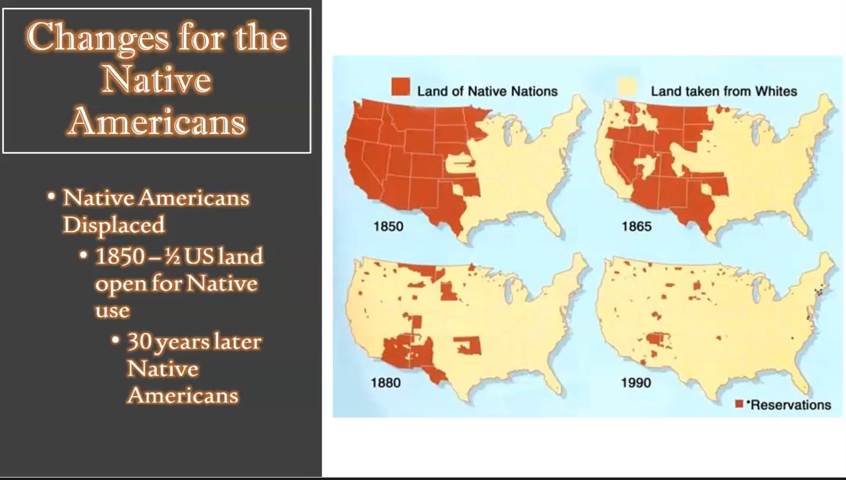 Changes for the
Native
Americans
• Native Americans
Displaced
• 1850 – ½ US land
open for Native
use
• 30 years later
Native
Americans
Land of Native Nations
Land taken from Whites
1850
1865
1880
1990
*Reservations